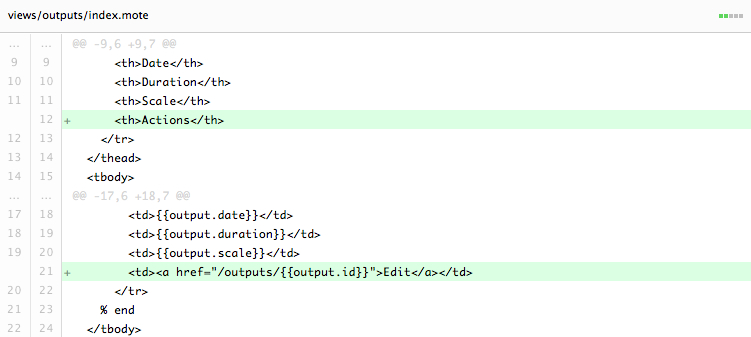 views/outputs/index.mote
... ... @@ -9,6 +9,7 @@
9 9 <th>Date</th>
10 10 <th>Duration</th>
11 11 <th>Scale</th>
12 + <th>Actions</th>
12 13 </tr>
13 14 </thead>
14 15 <tbody>
... ... @@ -17,6 +18,7 @@
17 18 <td>{{output.date}}</td>
18 19 <td>{{output.duration}}</td>
19 20 <td>{{output.scale}}</td>
21 + <td><a href="/outputs/{{output.id}}">Edit</a></td>
20 22 </tr>
21 23 % end
22 24 </tbody>